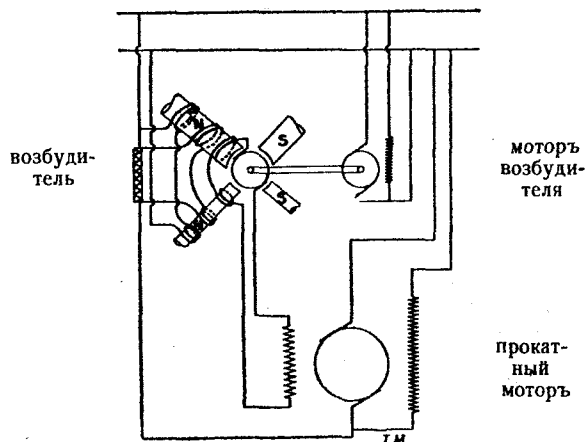 N
S
возбуди-
тель
S
моторъ
возбуди-
теля
прокат-
ный
моторъ
I M